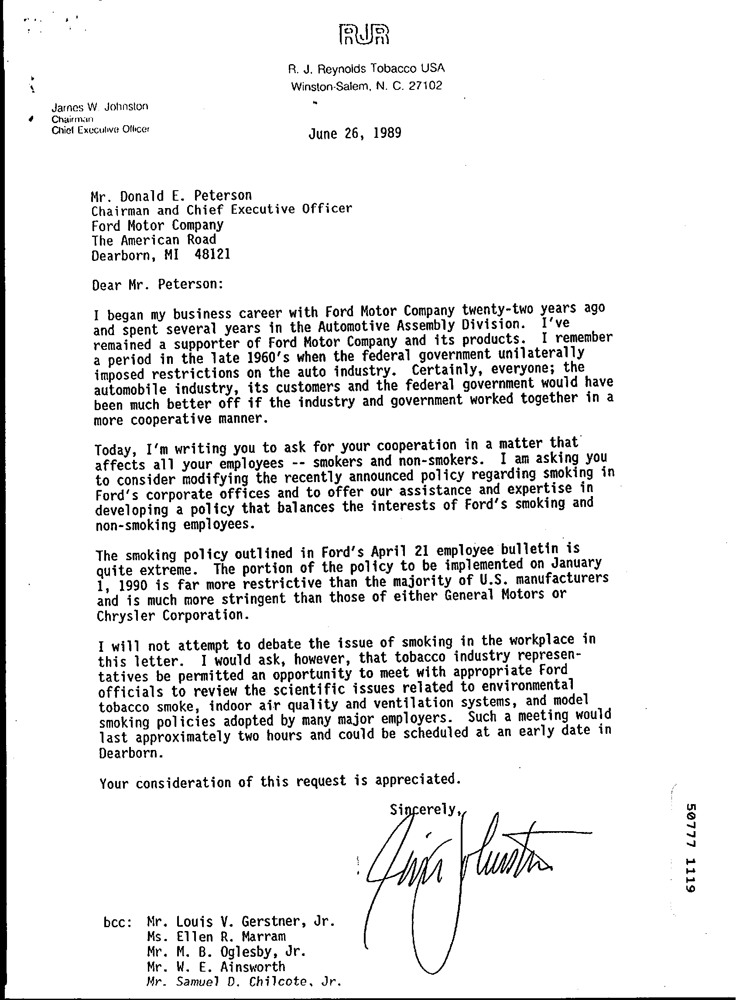 RJR
R. J. Reynolds Tobacco USA
Winston-Salem, N. C. 27102
James W. Johnston
Chairman
Chief Executive Officer
June 26, 1989
Mr. Donald E. Peterson
Chairman and Chief Executive Officer
Ford Motor Company
The American Road
Dearborn, MI 48121
Dear Mr. Peterson:
I began my business career with Ford Motor Company twenty-two years ago
and spent several years in the Automotive Assembly Division. I've
remained a supporter of Ford Motor Company and its products. I remember
a period in the late 1960's when the federal government unilaterally
imposed restrictions on the auto industry. Certainly, everyone; the
automobile industry, its customers and the federal government would have
been much better off if the industry and government worked together in a
more cooperative manner.
Today, I'm writing you to ask for your cooperation in a matter that
affects all your employees -- smokers and non-smokers. I am asking you
to consider modifying the recently announced policy regarding smoking in
Ford's corporate offices and to offer our assistance and expertise in
developing a policy that balances the interests of Ford's smoking and
non-smoking employees.
The smoking policy outlined in Ford's April 21 employee bulletin is
quite extreme. The portion of the policy to be implemented on January
1, 1990 is far more restrictive than the majority of U.S. manufacturers
and is much more stringent than those of either General Motors or
Chrysler Corporation.
I will not attempt to debate the issue of smoking in the workplace in
this letter. I would ask, however, that tobacco industry represen-
tatives be permitted an opportunity to meet with appropriate Ford
officials to review the scientific issues related to environmental
tobacco smoke, indoor air quality and ventilation systems, and model
smoking policies adopted by many major employers. Such a meeting would
last approximately two hours and could be scheduled at an early date in
Dearborn.
Your consideration of this request is appreciated.
Sincerely,
Jim Johnston
bcc: Mr. Louis V. Gerstner, Jr.
Ms. Ellen R. Marram
Mr. M. B. Oglesby, Jr.
Mr. W. E. Ainsworth
Mr. Samuel D. Chilcote, Jr.
50777 1119